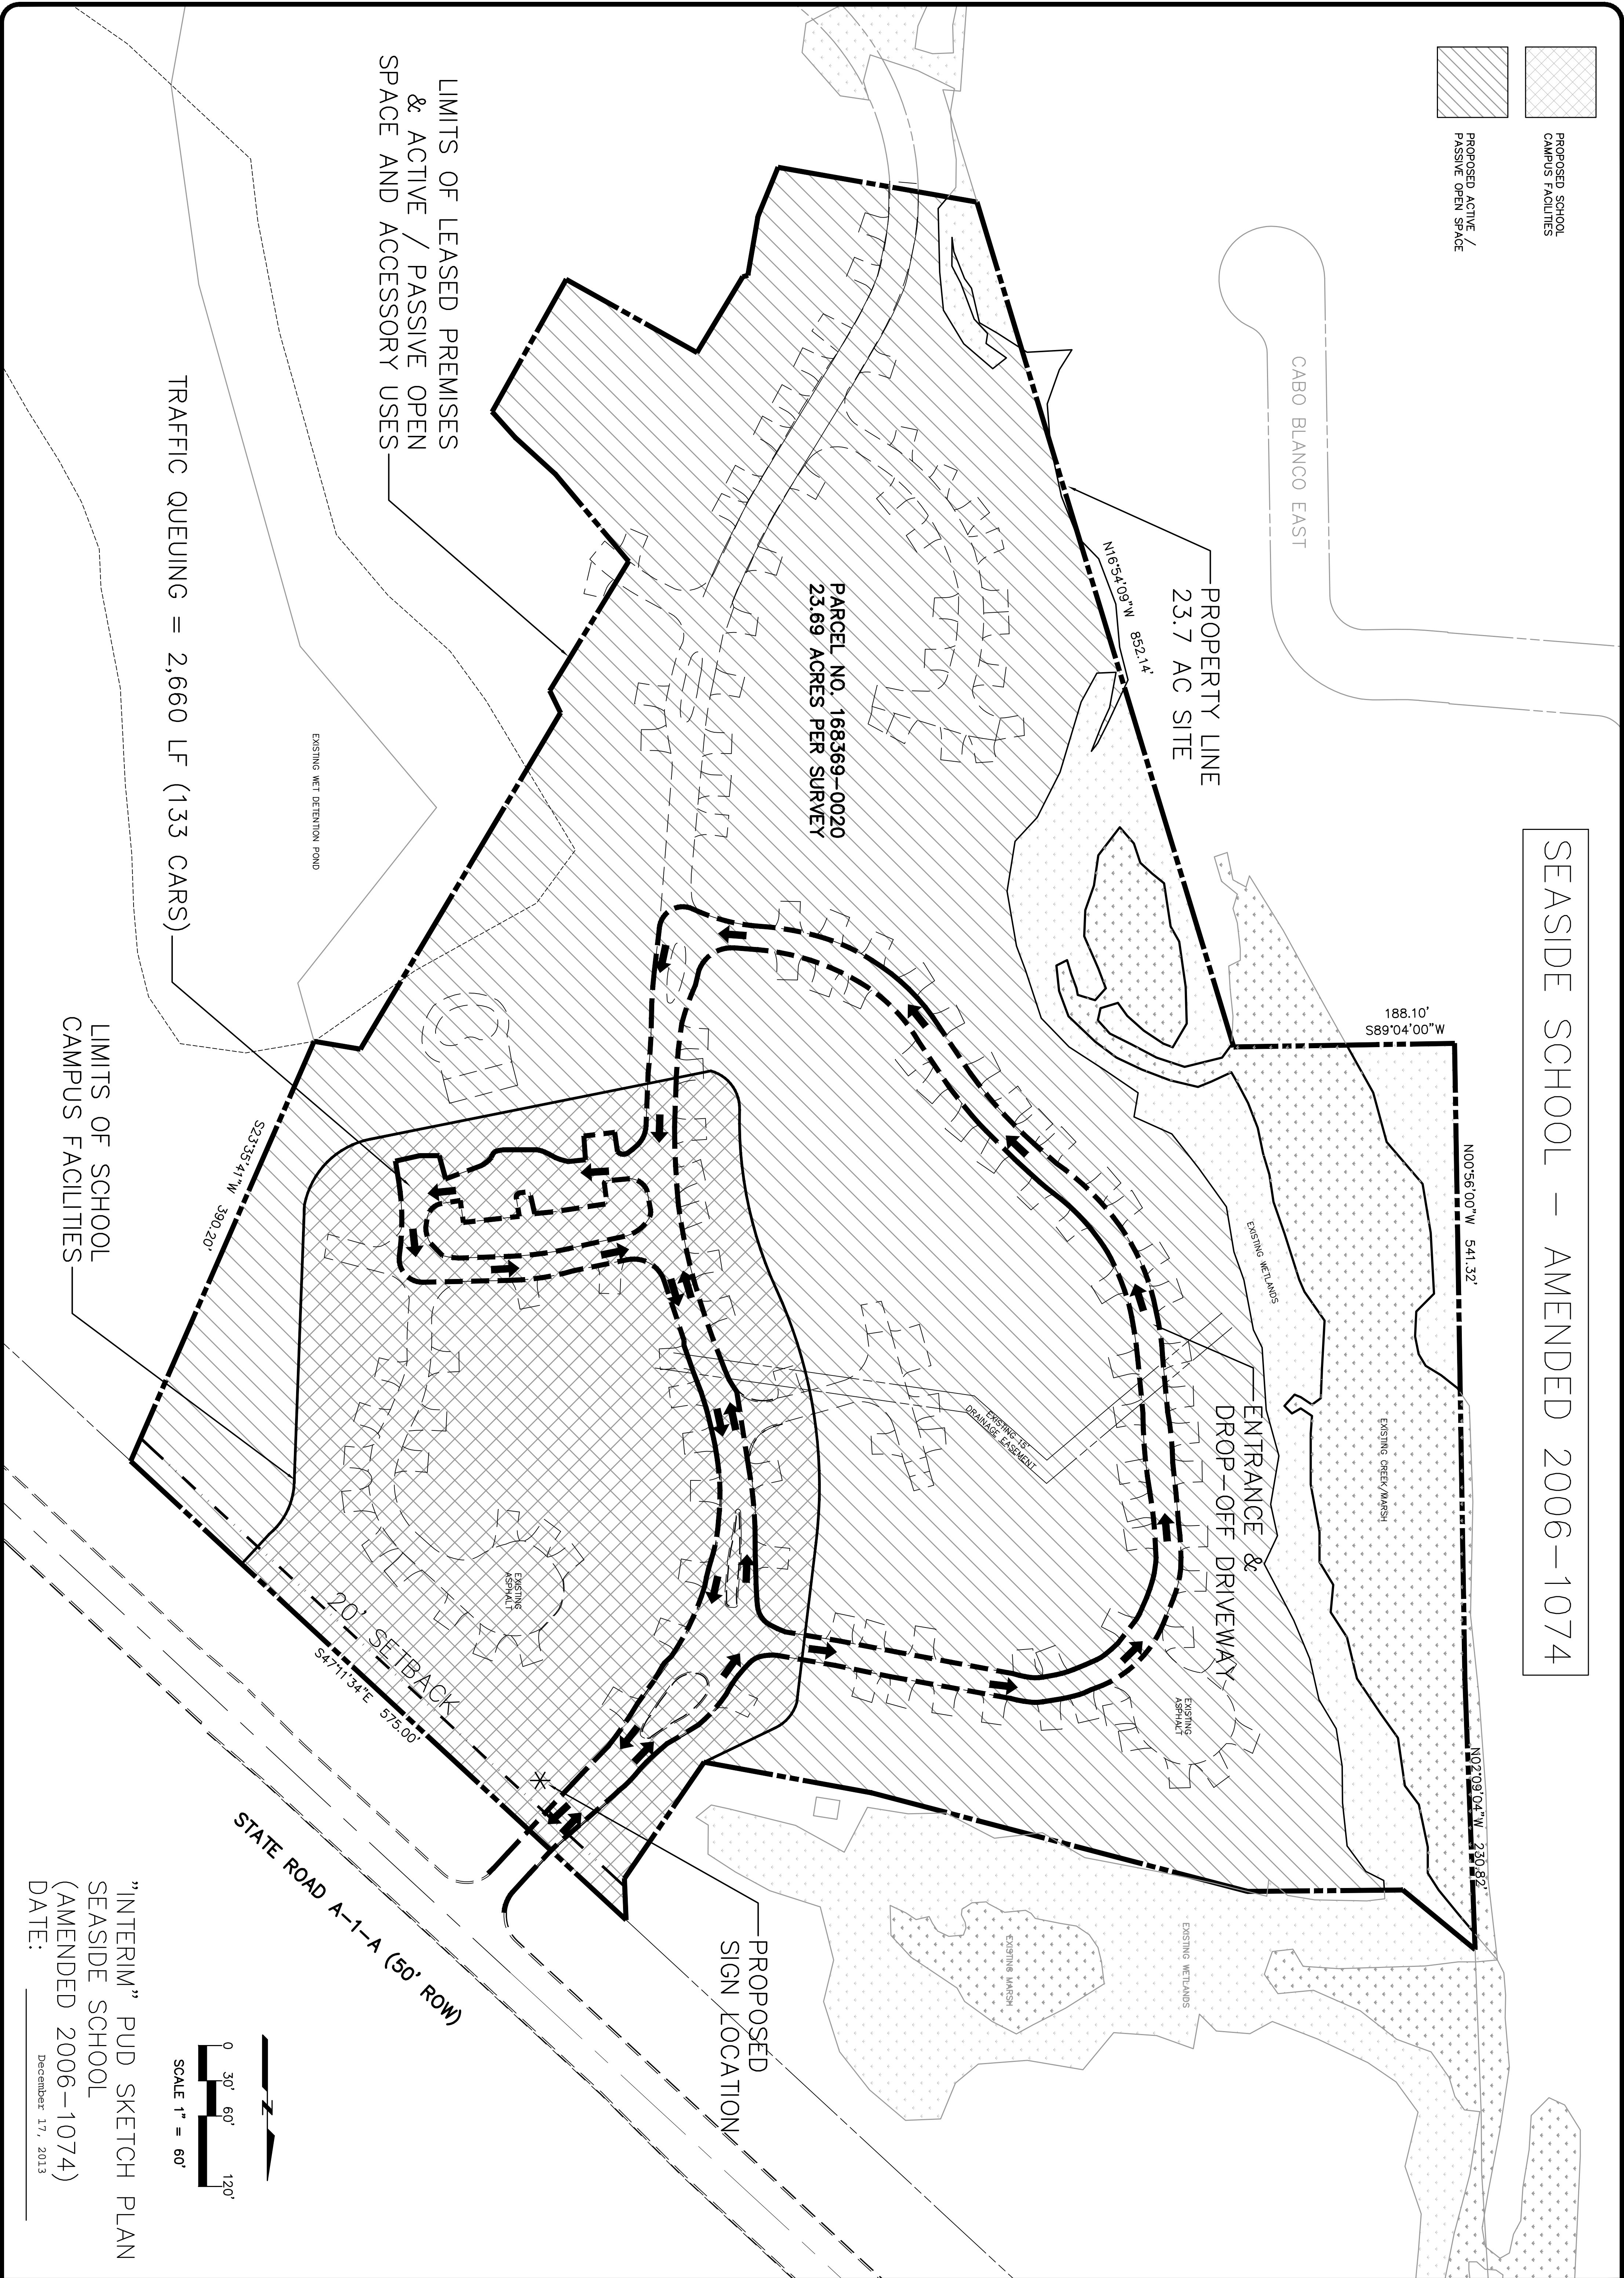 SEASIDE SCHOOL – AMENDED 2006–1074
PROPOSED SCHOOL
CAMPUS FACILITIES
PROPOSED ACTIVE /
PASSIVE OPEN SPACE
CABO BLANCO EAST
188.10'
S89°04'00"W
N00°56'00"W 541.32'
N02°09'04"W 230.82'
PROPERTY LINE
23.7 AC SITE
N16°54'09"W 852.14'
EXISTING WETLANDS
EXISTING CREEK/MARSH
ENTRANCE &
DROP–OFF DRIVEWAY
EXISTING
ASPHALT
EXISTING WETLANDS
EXISTING MARSH
EXISTING 15'
DRAINAGE EASEMENT
PARCEL NO. 168369–0020
23.69 ACRES PER SURVEY
LIMITS OF LEASED PREMISES
& ACTIVE / PASSIVE OPEN
SPACE AND ACCESSORY USES
PROPOSED
SIGN LOCATION
EXISTING
ASPHALT
EXISTING WET DETENTION POND
TRAFFIC QUEUING = 2,660 LF (133 CARS)
S23°35'41"W 390.20'
20' SETBACK
S47°11'34"E 575.00'
LIMITS OF SCHOOL
CAMPUS FACILITIES
STATE ROAD A–1–A (50' ROW)
N
0 30' 60' 120'
SCALE 1" = 60'
"INTERIM" PUD SKETCH PLAN
SEASIDE SCHOOL
(AMENDED 2006–1074)
DATE: December 17, 2013